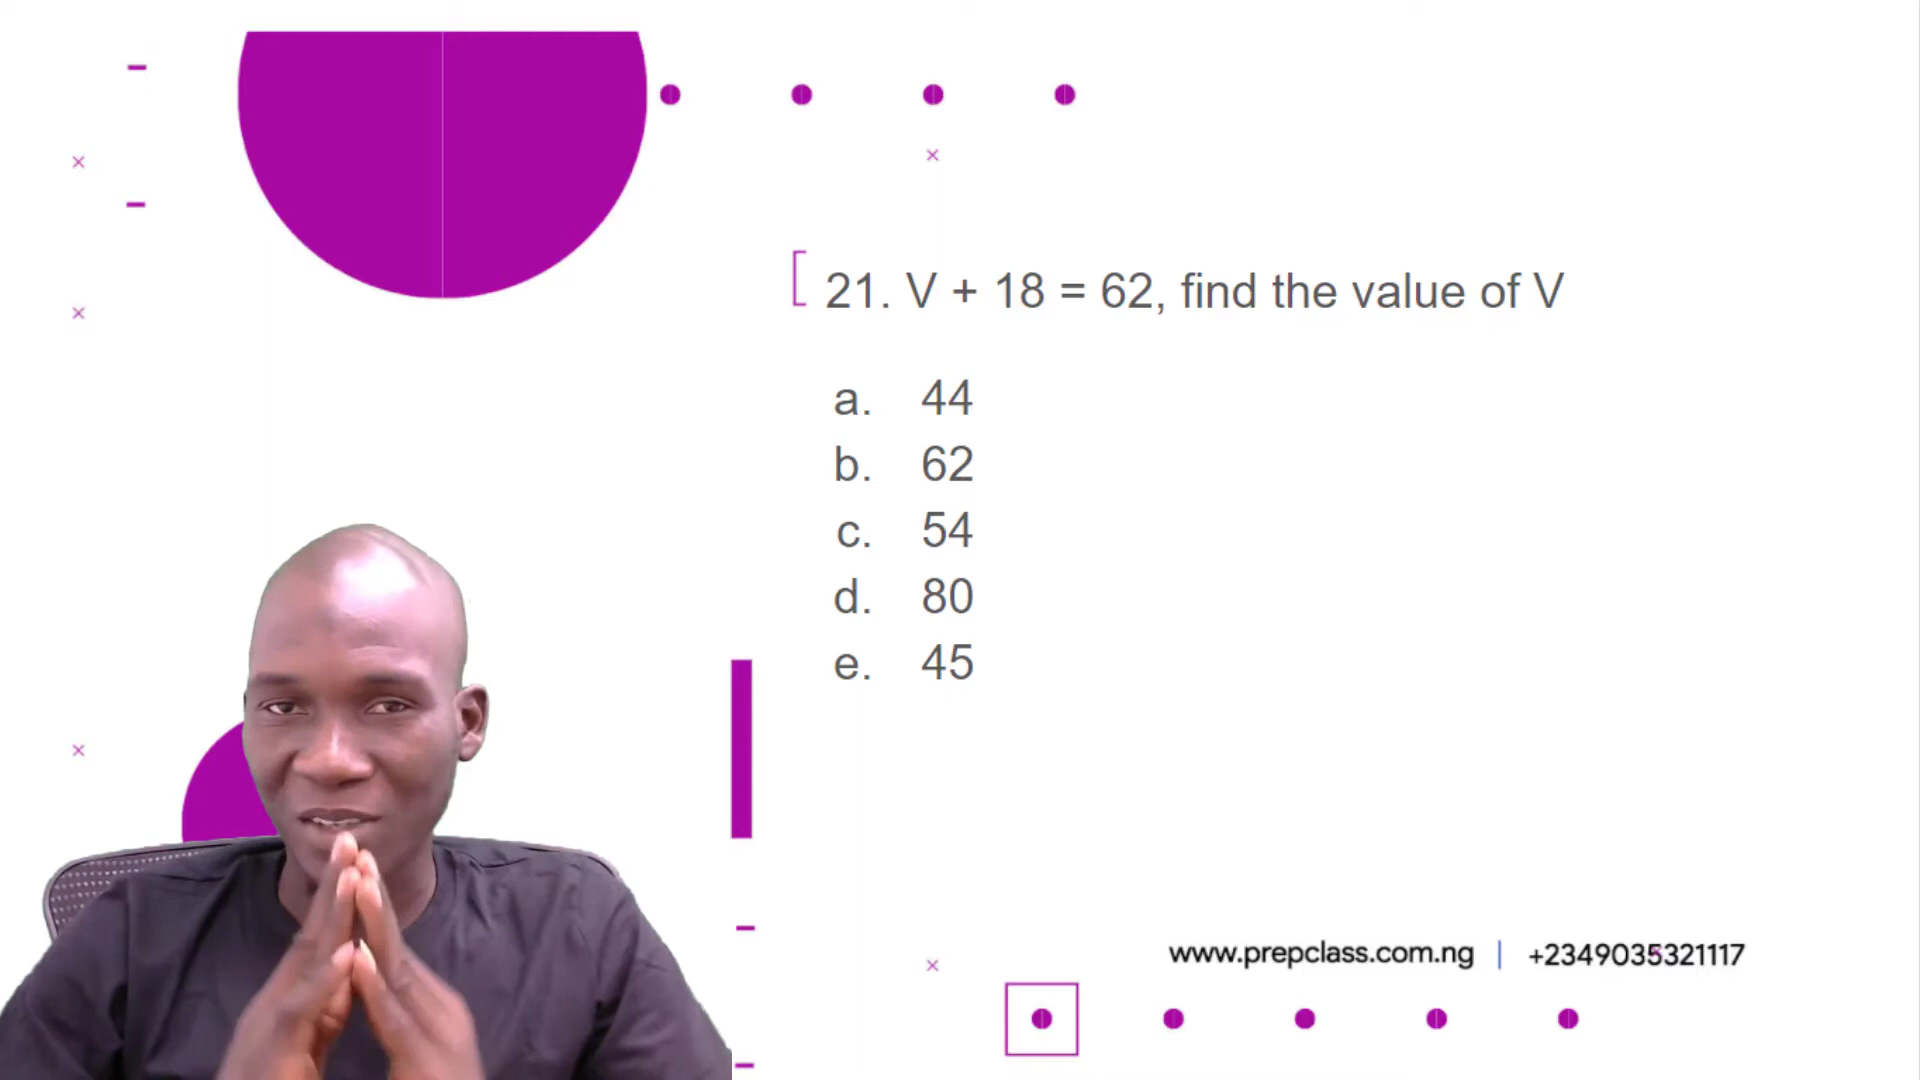 21. V + 18 = 62, find the value of V
a. 44
b. 62
c. 54
d. 80
e. 45
www.prepclass.com.ng | +2349035321117